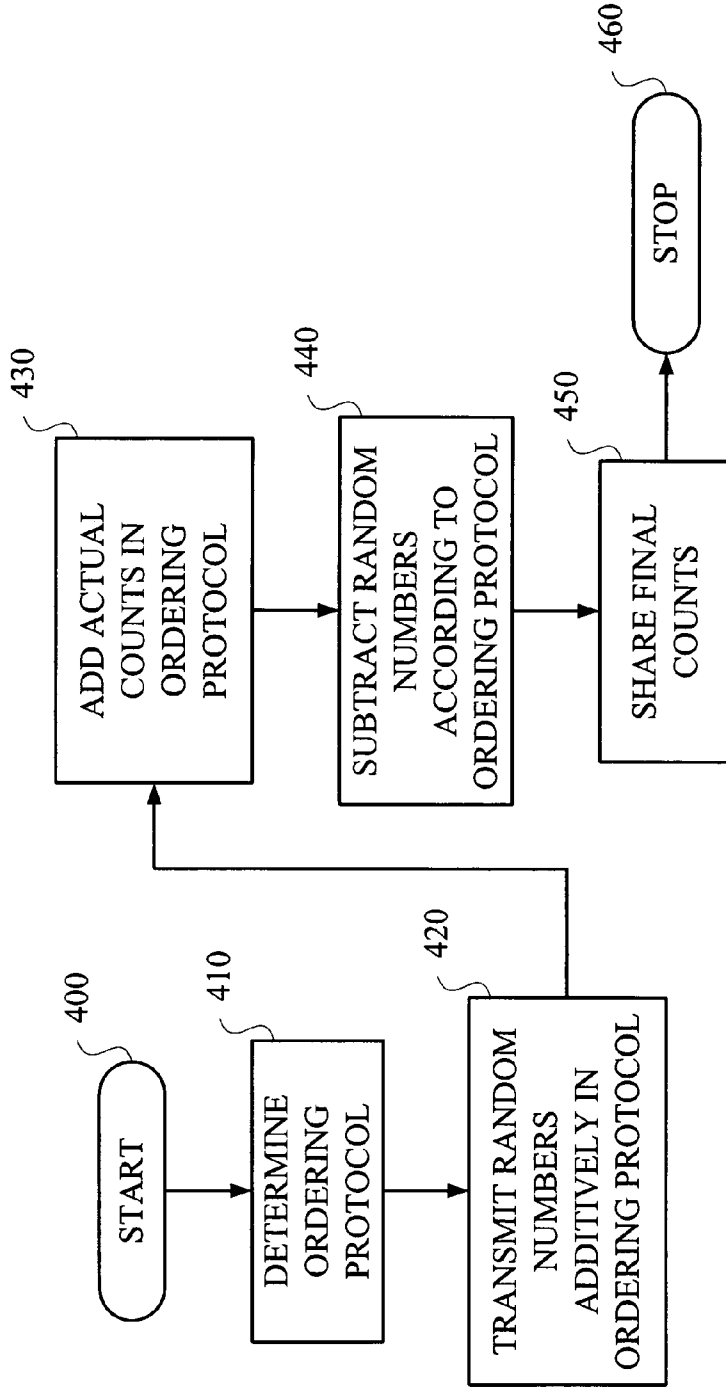 400
START
410
DETERMINE
ORDERING
PROTOCOL
420
TRANSMIT RANDOM
NUMBERS
ADDITIVELY IN
ORDERING PROTOCOL
430
ADD ACTUAL
COUNTS IN
ORDERING
PROTOCOL
440
SUBTRACT RANDOM
NUMBERS
ACCORDING TO
ORDERING PROTOCOL
450
SHARE FINAL
COUNTS
460
STOP